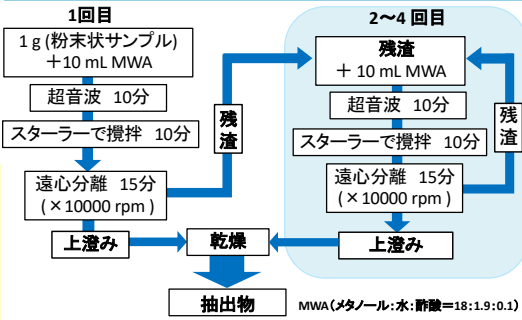 1回目
1g(粉末状サンプル)
＋10 mL MWA
超音波 10分
スターラーで攪拌 10分
遠心分離 15分
(×10000 rpm )
上澄み
残渣
乾燥
抽出物
2～4 回目
残渣
＋ 10 mL MWA
超音波 10分
スターラーで攪拌 10分
遠心分離 15分
(×10000 rpm )
上澄み
残渣
MWA(メタノール:水:酢酸=18:1.9:0.1)